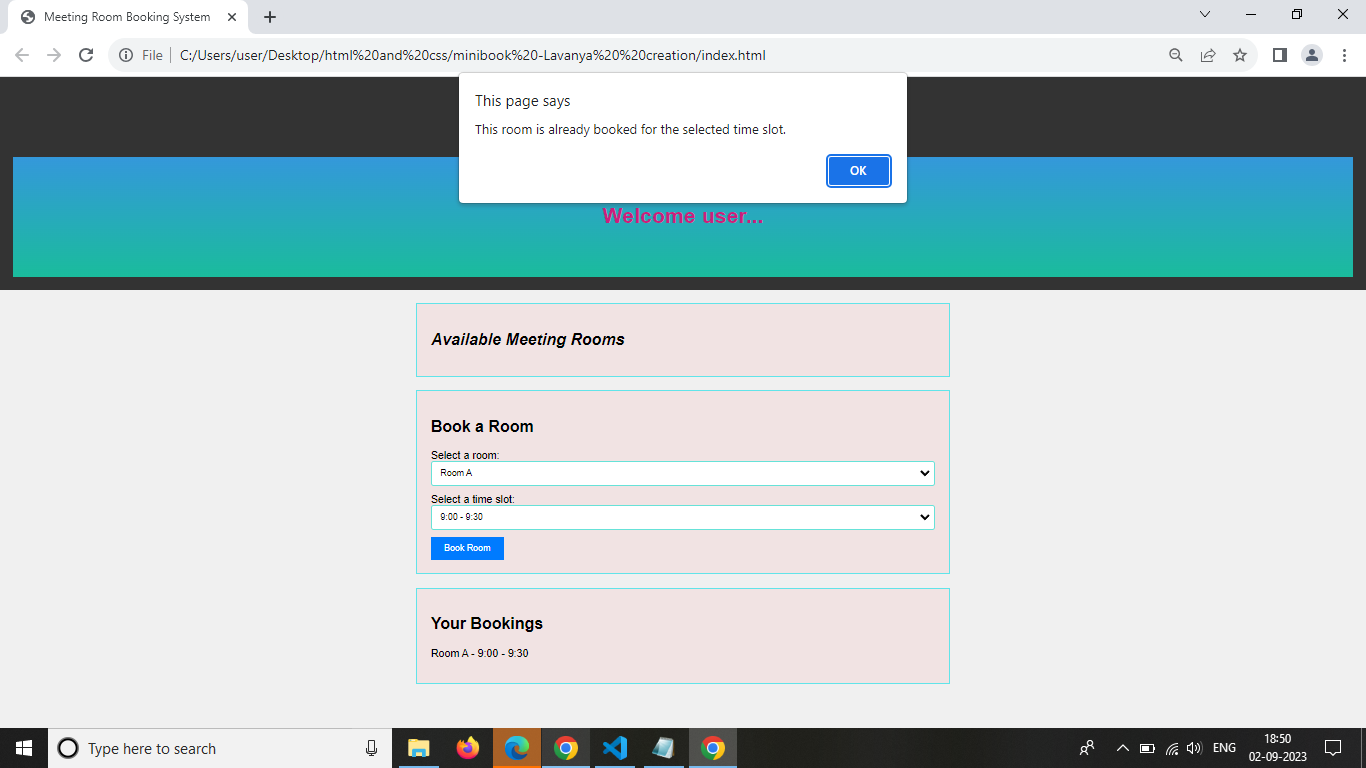 Meeting Room Booking System
File
C:/Users/user/Desktop/html%20and%20css/minibook%20-Lavanya%20%20creation/index.html
This page says
This room is already booked for the selected time slot.
OK
Welcome user...
Available Meeting Rooms
Book a Room
Select a room:
Room A
Select a time slot:
9:00 - 9:30
Book Room
Your Bookings
Room A - 9:00 - 9:30
Type here to search
ENG
18:50
02-09-2023